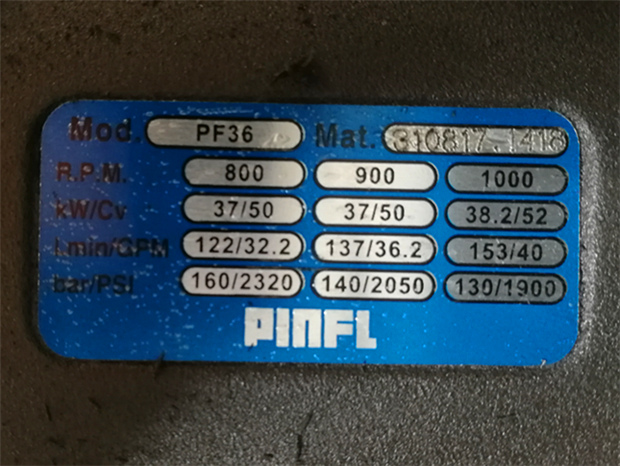 Mod. PF36 Mat. 310817.1418
R.P.M. 800 900 1000
kW/Cv 37/50 37/50 38.2/52
Lmin/GPM 122/32.2 137/36.2 153/40
bar/PSI 160/2320 140/2050 130/1900
PINFL